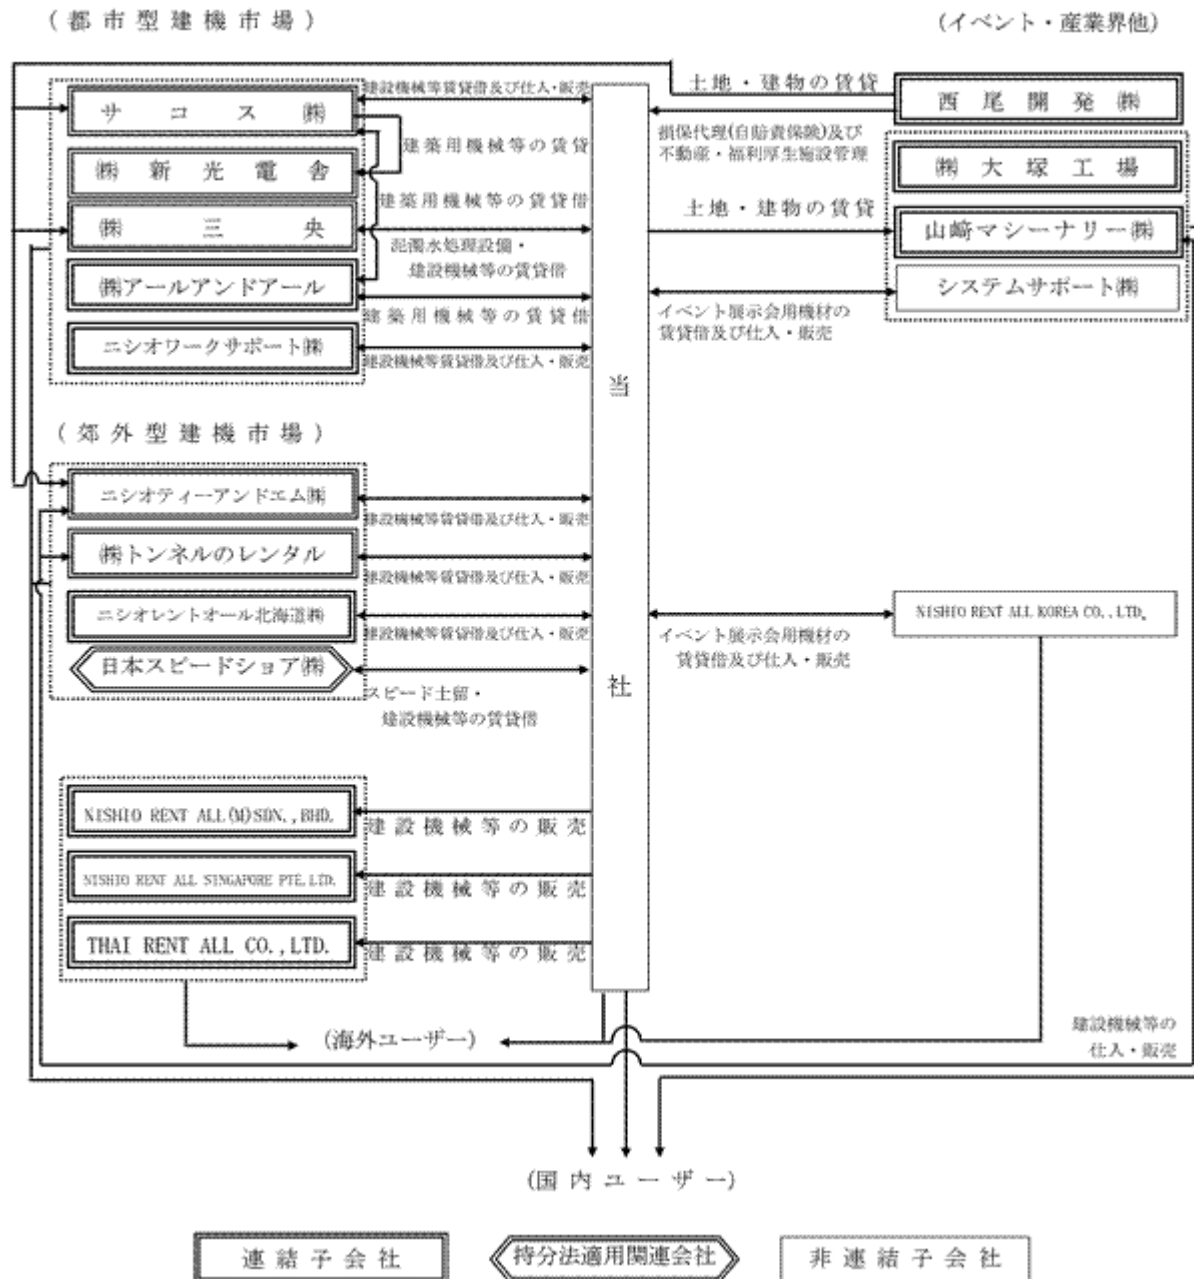 (都市型建機市場)
(イベント・産業界他)
建設機械等賃貸借及び仕入・販売
土地・建物の賃貸
サコス㈱
西尾開発㈱
建築用機械等の賃貸
損保代理(自賠責保険)及び
不動産・福利厚生施設管理
㈱新光電舎
㈱大塚工場
建築用機械等の賃貸借
土地・建物の賃貸
㈱三央
山﨑マシーナリー㈱
泥濁水処理設備・
建設機械等の賃貸借
㈱アールアンドアール
システムサポート㈱
建築用機械等の賃貸借
イベント展示会用機材の
賃貸借及び仕入・販売
ニシオワークサポート㈱
建設機械等賃貸借及び仕入・販売
当社
(郊外型建機市場)
ニシオティーアンドエム㈱
建設機械等賃貸借及び仕入・販売
㈱トンネルのレンタル
建設機械等賃貸借及び仕入・販売
ニシオレントオール北海道㈱
NISHIO RENT ALL KOREA CO.,LTD.
建設機械等賃貸借及び仕入・販売
イベント展示会用機材の
賃貸借及び仕入・販売
日本スピードショア㈱
スピード土留・
建設機械等の賃貸借
NISHIO RENT ALL(M)SDN.,BHD.
建設機械等の販売
NISHIO RENT ALL SINGAPORE PTE,LTD.
建設機械等の販売
THAI RENT ALL CO.,LTD.
建設機械等の販売
(海外ユーザー)
建設機械等の
仕入・販売
(国内ユーザー)
連結子会社
持分法適用関連会社
非連結子会社